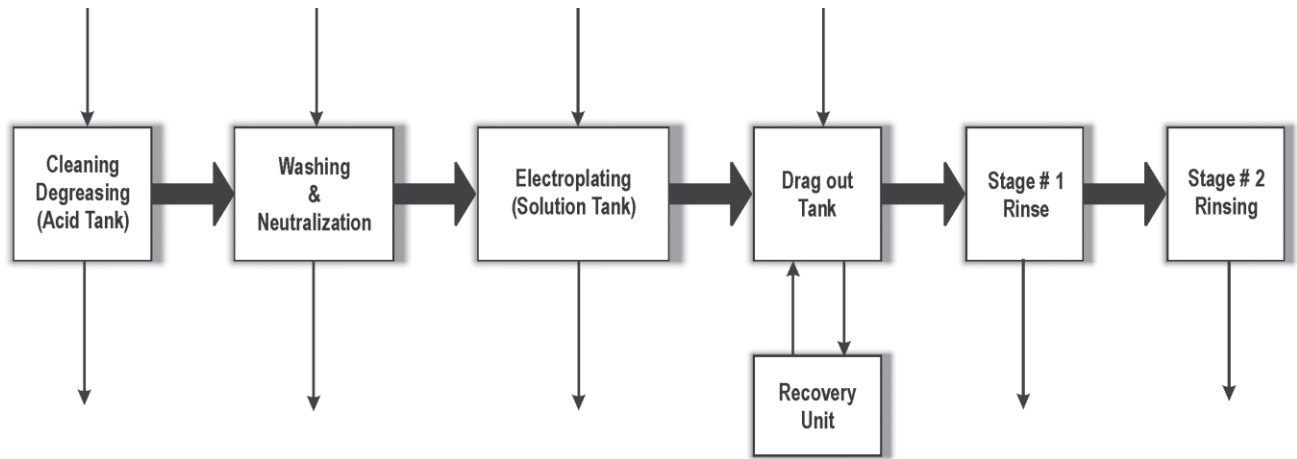 Cleaning
Degreasing
(Acid Tank)
Washing
&
Neutralization
Electroplating
(Solution Tank)
Drag out
Tank
Stage # 1
Rinse
Stage # 2
Rinsing
Recovery
Unit